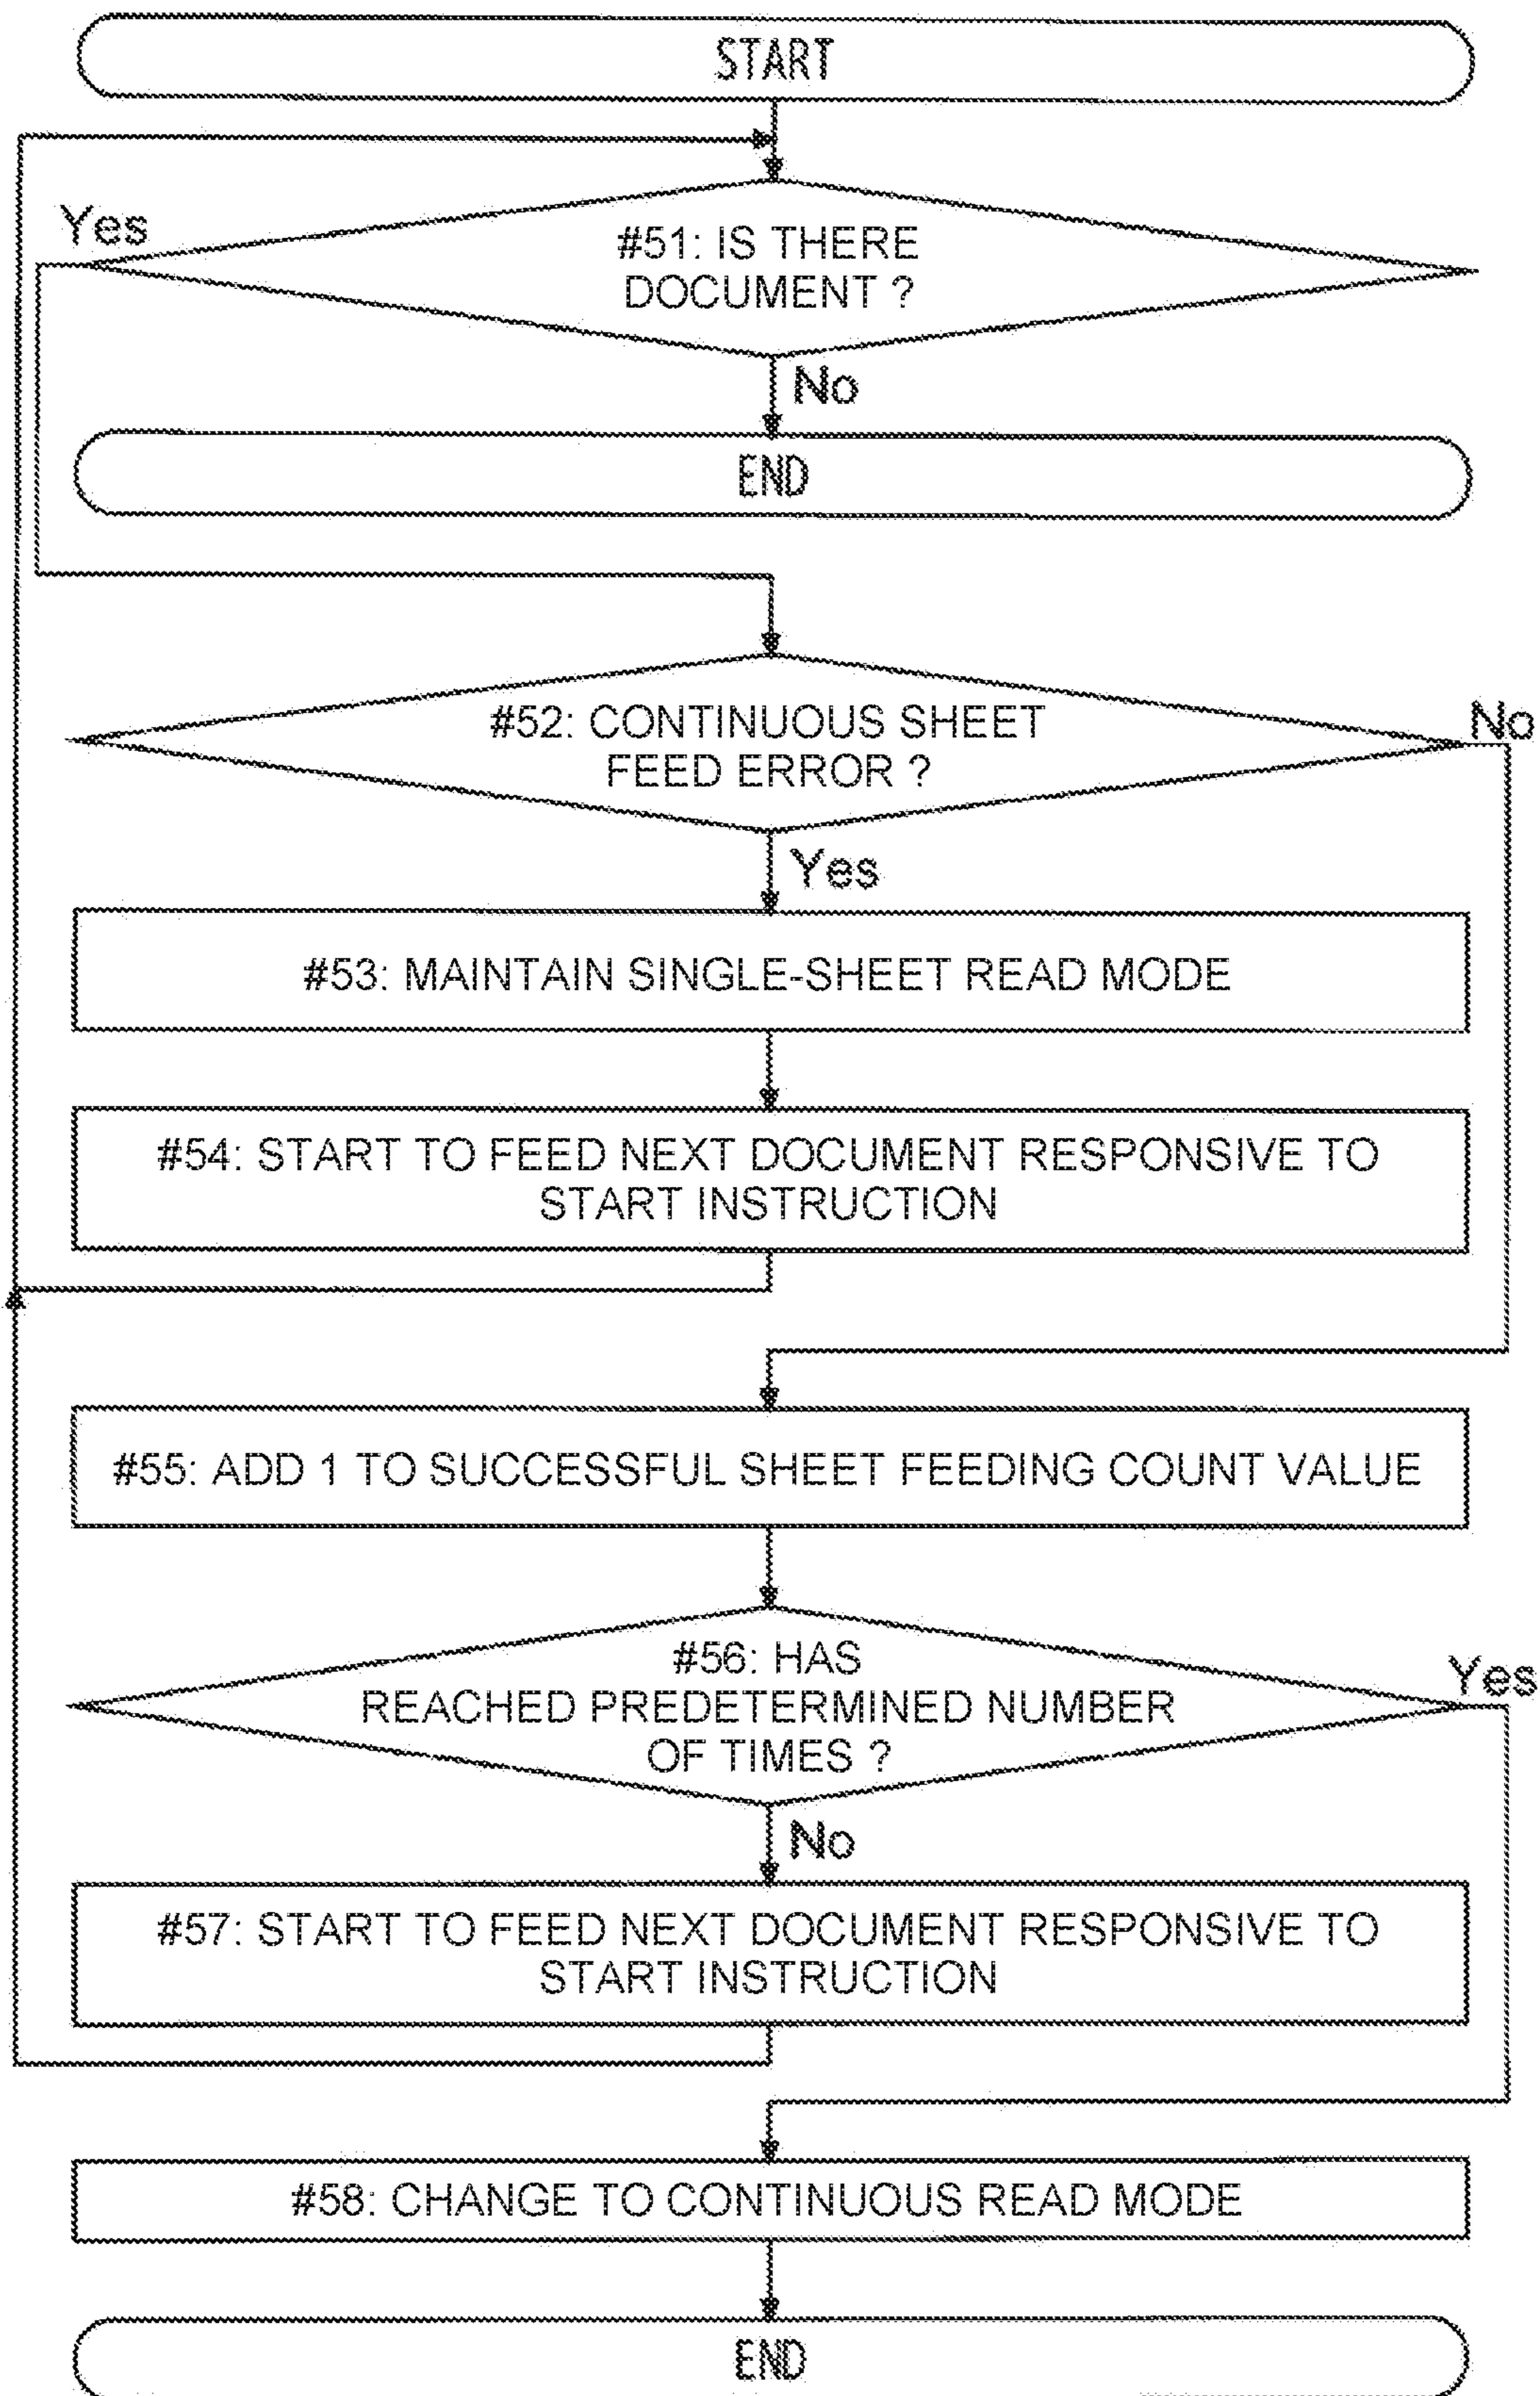 START
Yes
#51: IS THERE
DOCUMENT ?
No
END
#52: CONTINUOUS SHEET
FEED ERROR ?
No
Yes
#53: MAINTAIN SINGLE-SHEET READ MODE
#54: START TO FEED NEXT DOCUMENT RESPONSIVE TO
START INSTRUCTION
#55: ADD 1 TO SUCCESSFUL SHEET FEEDING COUNT VALUE
#56: HAS
REACHED PREDETERMINED NUMBER
OF TIMES ?
Yes
No
#57: START TO FEED NEXT DOCUMENT RESPONSIVE TO
START INSTRUCTION
#58: CHANGE TO CONTINUOUS READ MODE
END